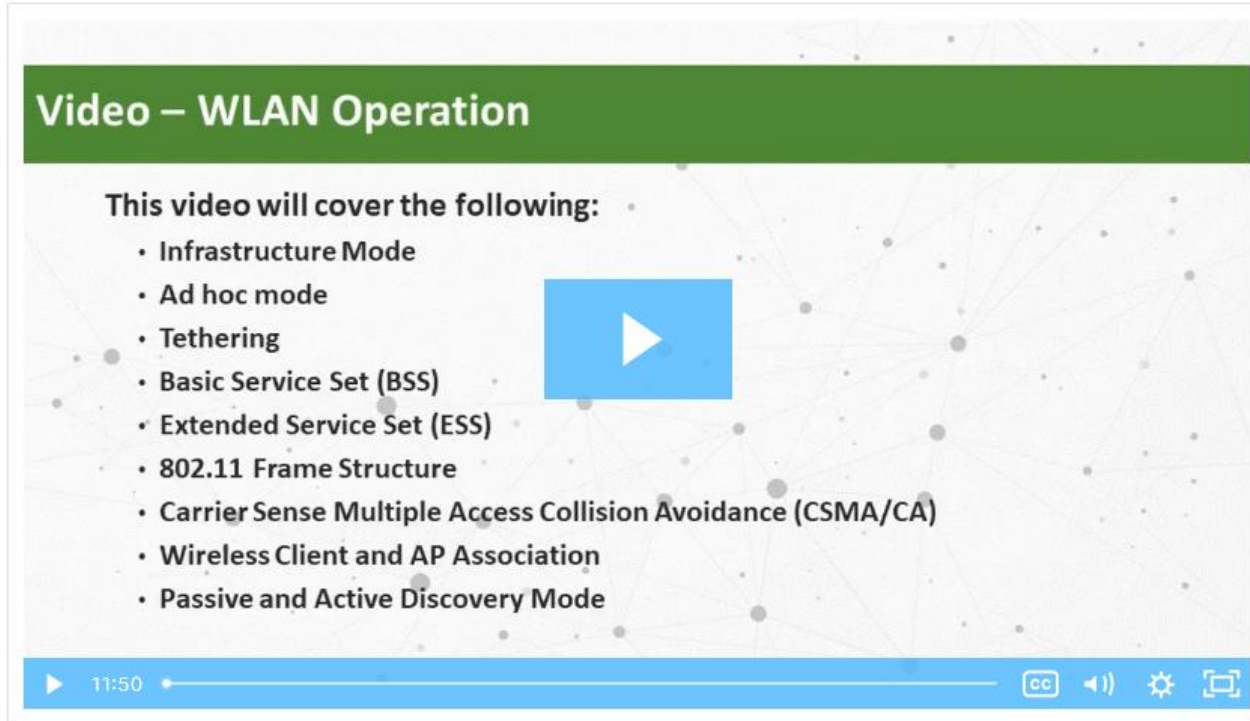 Video – WLAN Operation
This video will cover the following:
• Infrastructure Mode
• Ad hoc mode
• Tethering
• Basic Service Set (BSS)
• Extended Service Set (ESS)
• 802.11 Frame Structure
• Carrier Sense Multiple Access Collision Avoidance (CSMA/CA)
• Wireless Client and AP Association
• Passive and Active Discovery Mode
11:50 CC